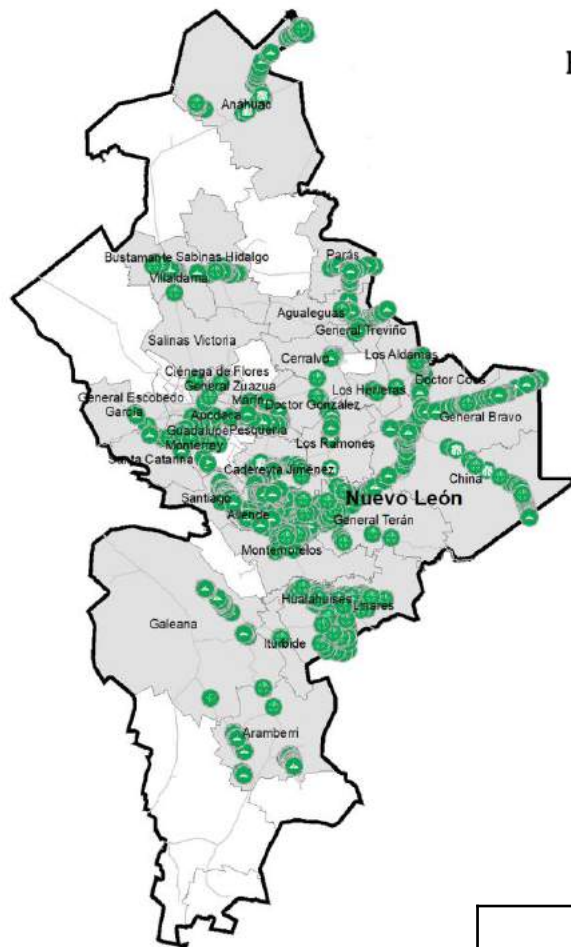 Anáhuac
Bustamante Sabinas Hidalgo
Parás
Villaldama
Agualeguas
General Treviño
Salinas Victoria
Cerralvo
Los Aldamas
Ciénega de Flores
Doctor Coss
General Zuazua
Los Herreras
General Escobedo
Marín
Doctor González
García
Apodaca
General Bravo
Guadalupe Pesquería
Monterrey
Los Ramones
Santa Catarina
Cadereyta Jiménez
China
Santiago
Nuevo León
Allende
General Terán
Montemorelos
Hualahuises
Linares
Galeana
Iturbide
Aramberri